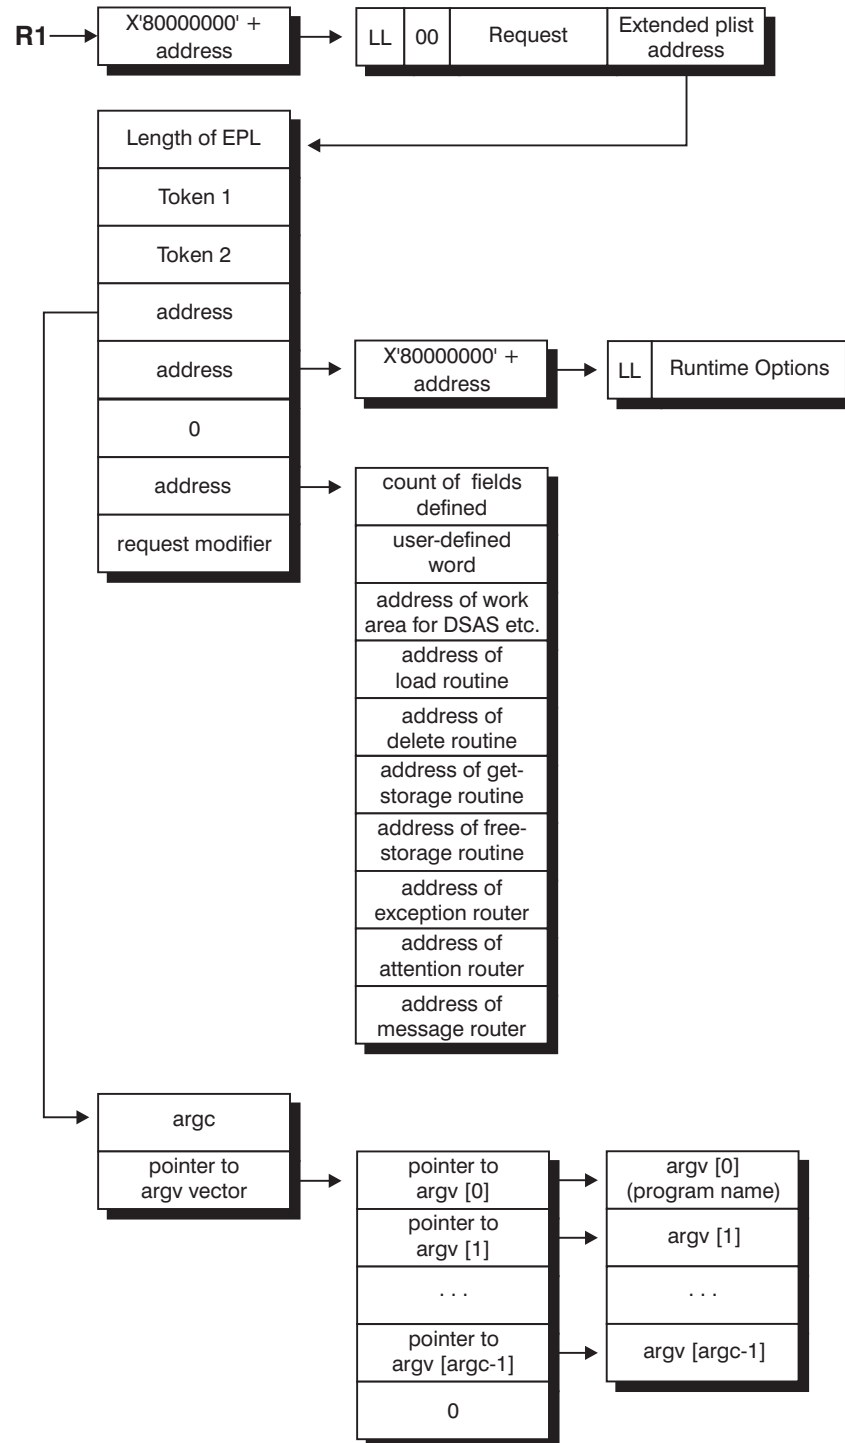 R1
X'80000000' +
address
LL
00
Request
Extended plist
address
Length of EPL
Token 1
Token 2
address
address
0
address
request modifier
X'80000000' +
address
LL
Runtime Options
count of fields
defined
user-defined
word
address of work
area for DSAS etc.
address of
load routine
address of
delete routine
address of get-
storage routine
address of free-
storage routine
address of
exception router
address of
attention router
address of
message router
argc
pointer to
argv vector
pointer to
argv [0]
pointer to
argv [1]
. . .
pointer to
argv [argc-1]
0
argv [0]
(program name)
argv [1]
. . .
argv [argc-1]